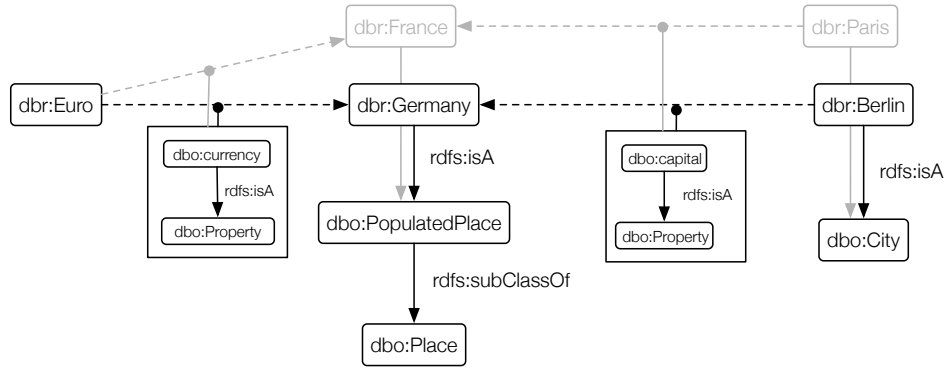 dbr:France
dbr:Paris
dbr:Euro
dbr:Germany
dbr:Berlin
dbo:currency
rdfs:isA
dbo:Property
rdfs:isA
dbo:capital
rdfs:isA
dbo:Property
rdfs:isA
dbo:PopulatedPlace
dbo:City
rdfs:subClassOf
dbo:Place